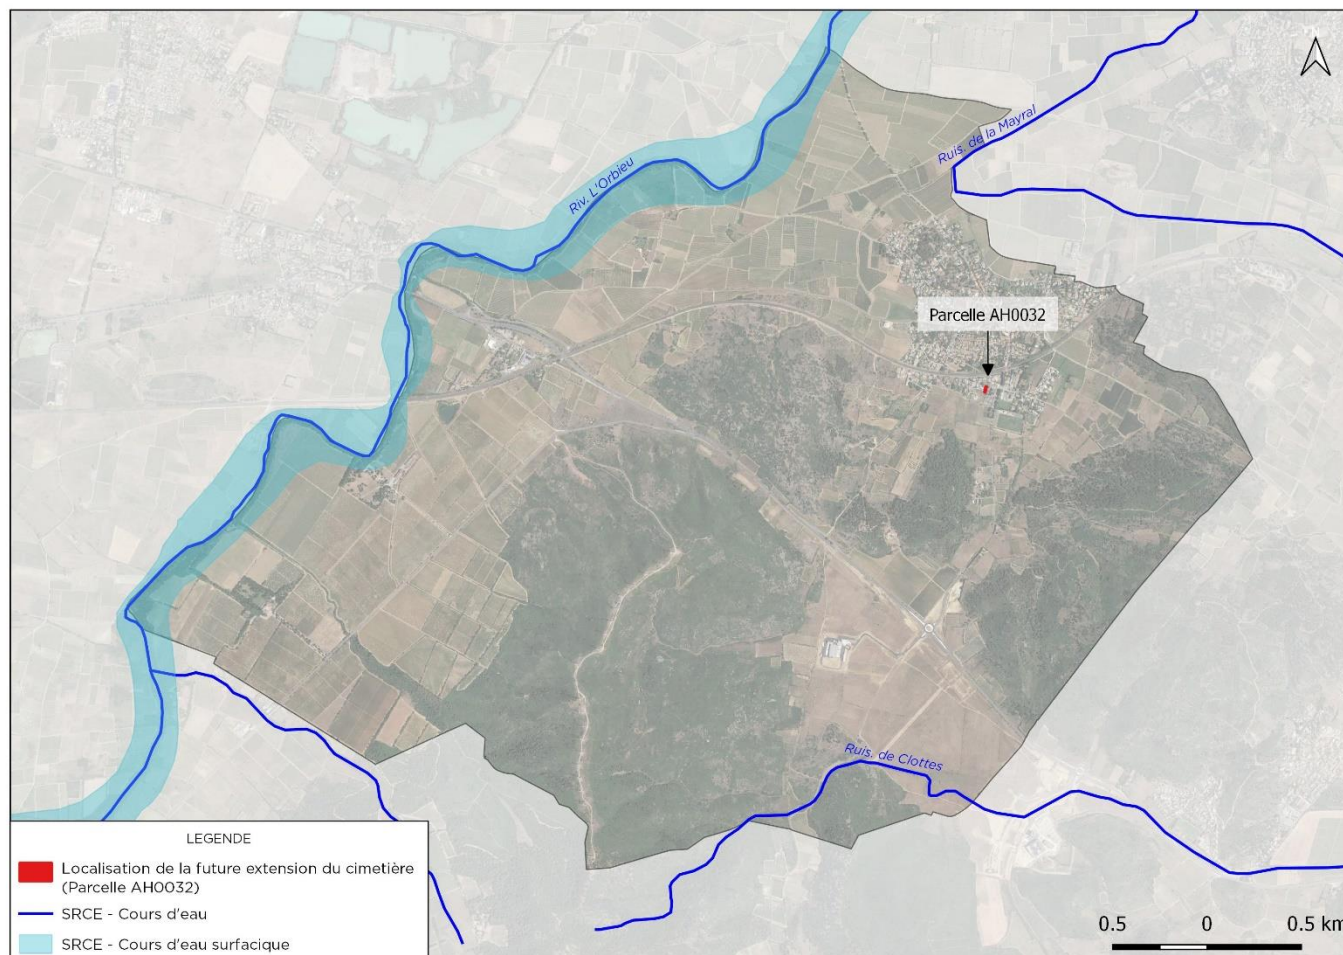 Ruis. de la Mayral
Riv. L'Orbieu
Parcelle AH0032
Ruis. de Clottes
LEGENDE
Localisation de la future extension du cimetière
(Parcelle AH0032)
SRCE - Cours d'eau
SRCE - Cours d'eau surfacique
0.5 0 0.5 km